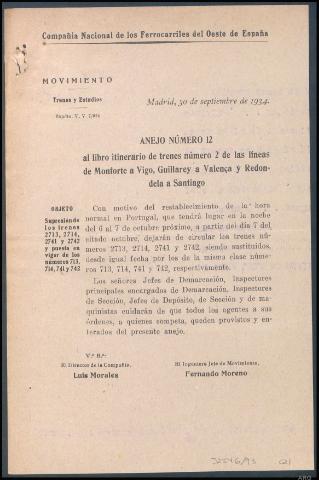 Compañía Nacional de los Ferrocarriles del Oeste de España
MOVIMIENTO
Trenes y Estudios
Madrid, 30 de septiembre de 1934.
ANEJO NÚMERO 12
al libro itinerario de trenes número 2 de las líneas
de Monforte a Vigo, Guillarey a Valença y Redon-
dela a Santiago
OBJETO
Supresión de
los trenes
2713, 2714,
2741 y 2742
y puesta en
vigor de los
números 713,
714, 741 y 742
Con motivo del restablecimiento de la hora
normal en Portugal, que tendrá lugar en la noche
del 6 al 7 de octubre próximo, a partir del día 7 del
citado octubre, dejarán de circular los trenes nú-
meros 2713, 2714, 2741 y 2742, siendo sustituídos,
desde igual fecha por los de la misma clase núme-
ros 713, 714, 741 y 742, respectivamente.
Los señores Jefes de Demarcación, Inspectores
principales encargados de Demarcación, Inspectores
de Sección, Jefes de Depósito, de Sección y de ma-
quinistas cuidarán de que todos los agentes a sus
órdenes, a quienes competa, queden provistos y en-
terados del presente anejo.
V.º B.º:
El Director de la Compañía,
Luis Morales
El Ingeniero Jefe de Movimiento,
Fernando Moreno